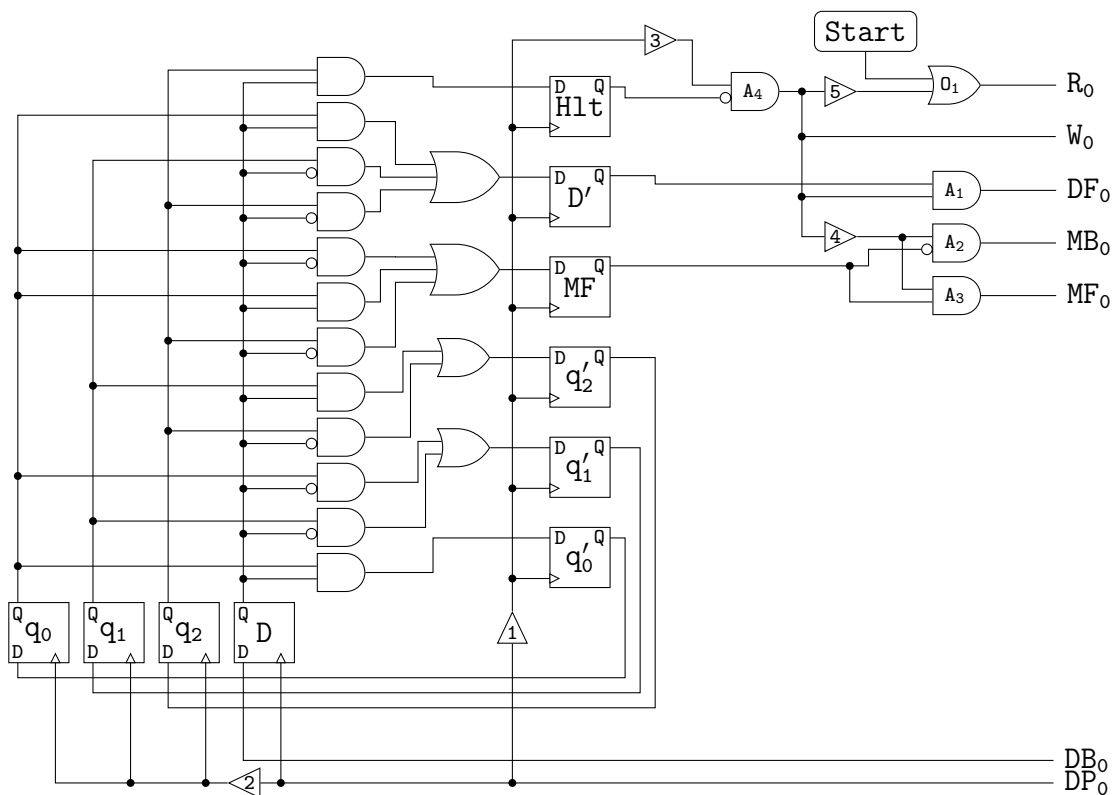 Start
3
D Q
Hlt
A₄
5
O₁
R₀
W₀
D Q
D′
A₁
DF₀
4
A₂
MB₀
D Q
MF
A₃
MF₀
D Q
q′₂
D Q
q′₁
D Q
q′₀
Q
q₀
D
Q
q₁
D
Q
q₂
D
Q
D
D
1
DB₀
2
DP₀